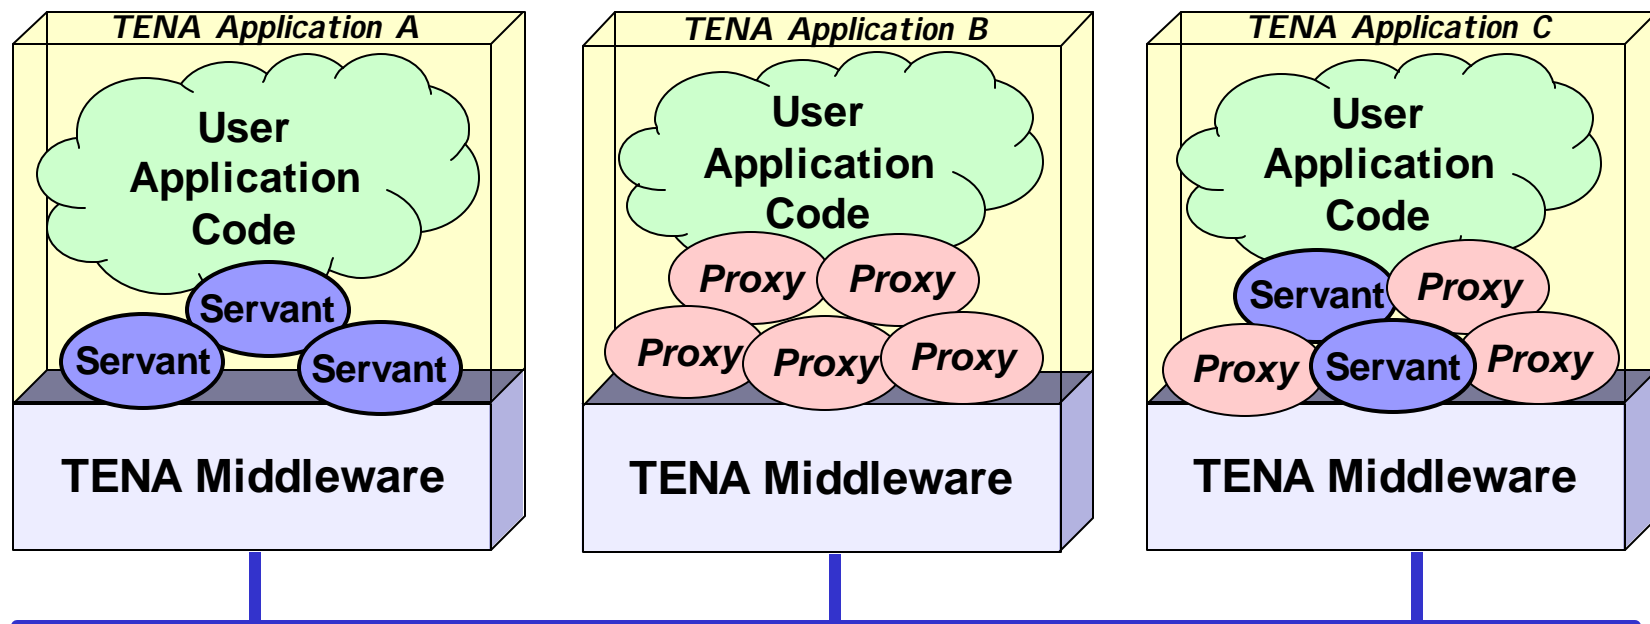 TENA Application A
User
Application
Code
Servant
Servant
Servant
TENA Middleware
TENA Application B
User
Application
Code
Proxy
Proxy
Proxy
Proxy
Proxy
TENA Middleware
TENA Application C
User
Application
Code
Servant
Proxy
Proxy
Servant
Proxy
TENA Middleware